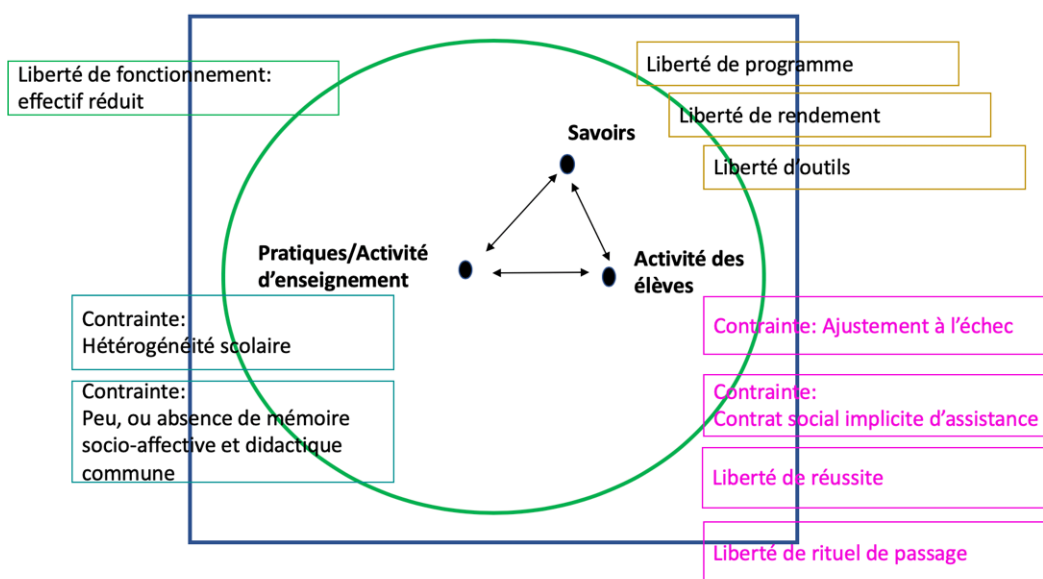 Liberté de fonctionnement:
effectif réduit
Liberté de programme
Liberté de rendement
Liberté d’outils
Savoirs
Pratiques/Activité
d’enseignement
Activité des
élèves
Contrainte:
Hétérogénéité scolaire
Contrainte:
Peu, ou absence de mémoire
socio-affective et didactique
commune
Contrainte: Ajustement à l’échec
Contrainte:
Contrat social implicite d’assistance
Liberté de réussite
Liberté de rituel de passage